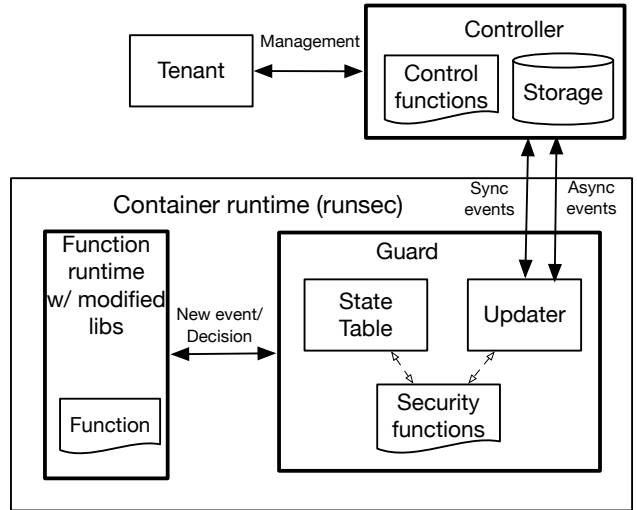 Controller
Management
Tenant
Control
functions
Storage
Sync
events
Async
events
Container runtime (runsec)
Function
runtime
w/ modified
libs
Guard
State
Table
Updater
New event/
Decision
Function
Security
functions